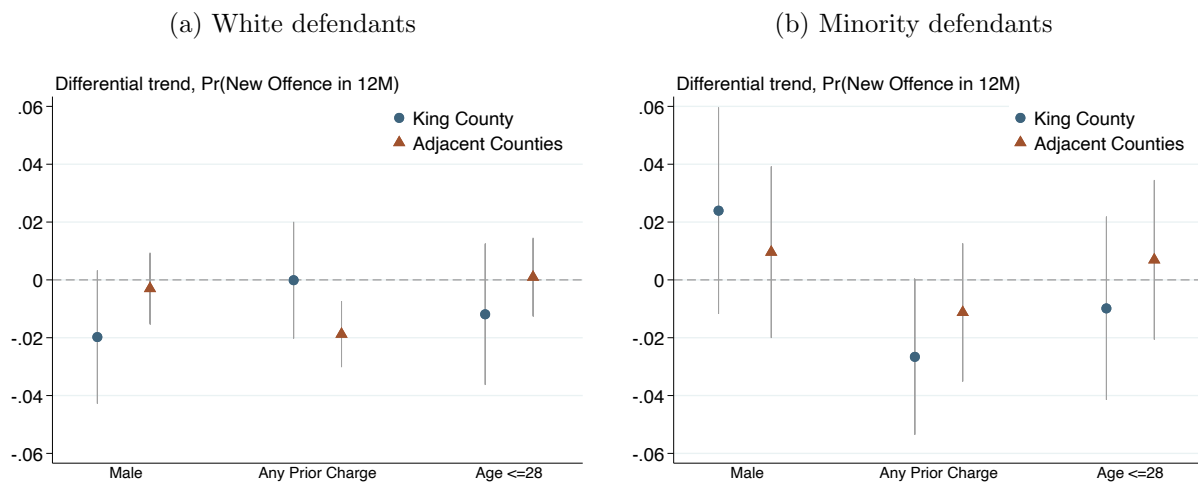 (a) White defendants
Differential trend, Pr(New Offence in 12M)
.06
.04
.02
0
-.02
-.04
-.06
King County
Adjacent Counties
Male
Any Prior Charge
Age <=28
(b) Minority defendants
Differential trend, Pr(New Offence in 12M)
.06
.04
.02
0
-.02
-.04
-.06
King County
Adjacent Counties
Male
Any Prior Charge
Age <=28